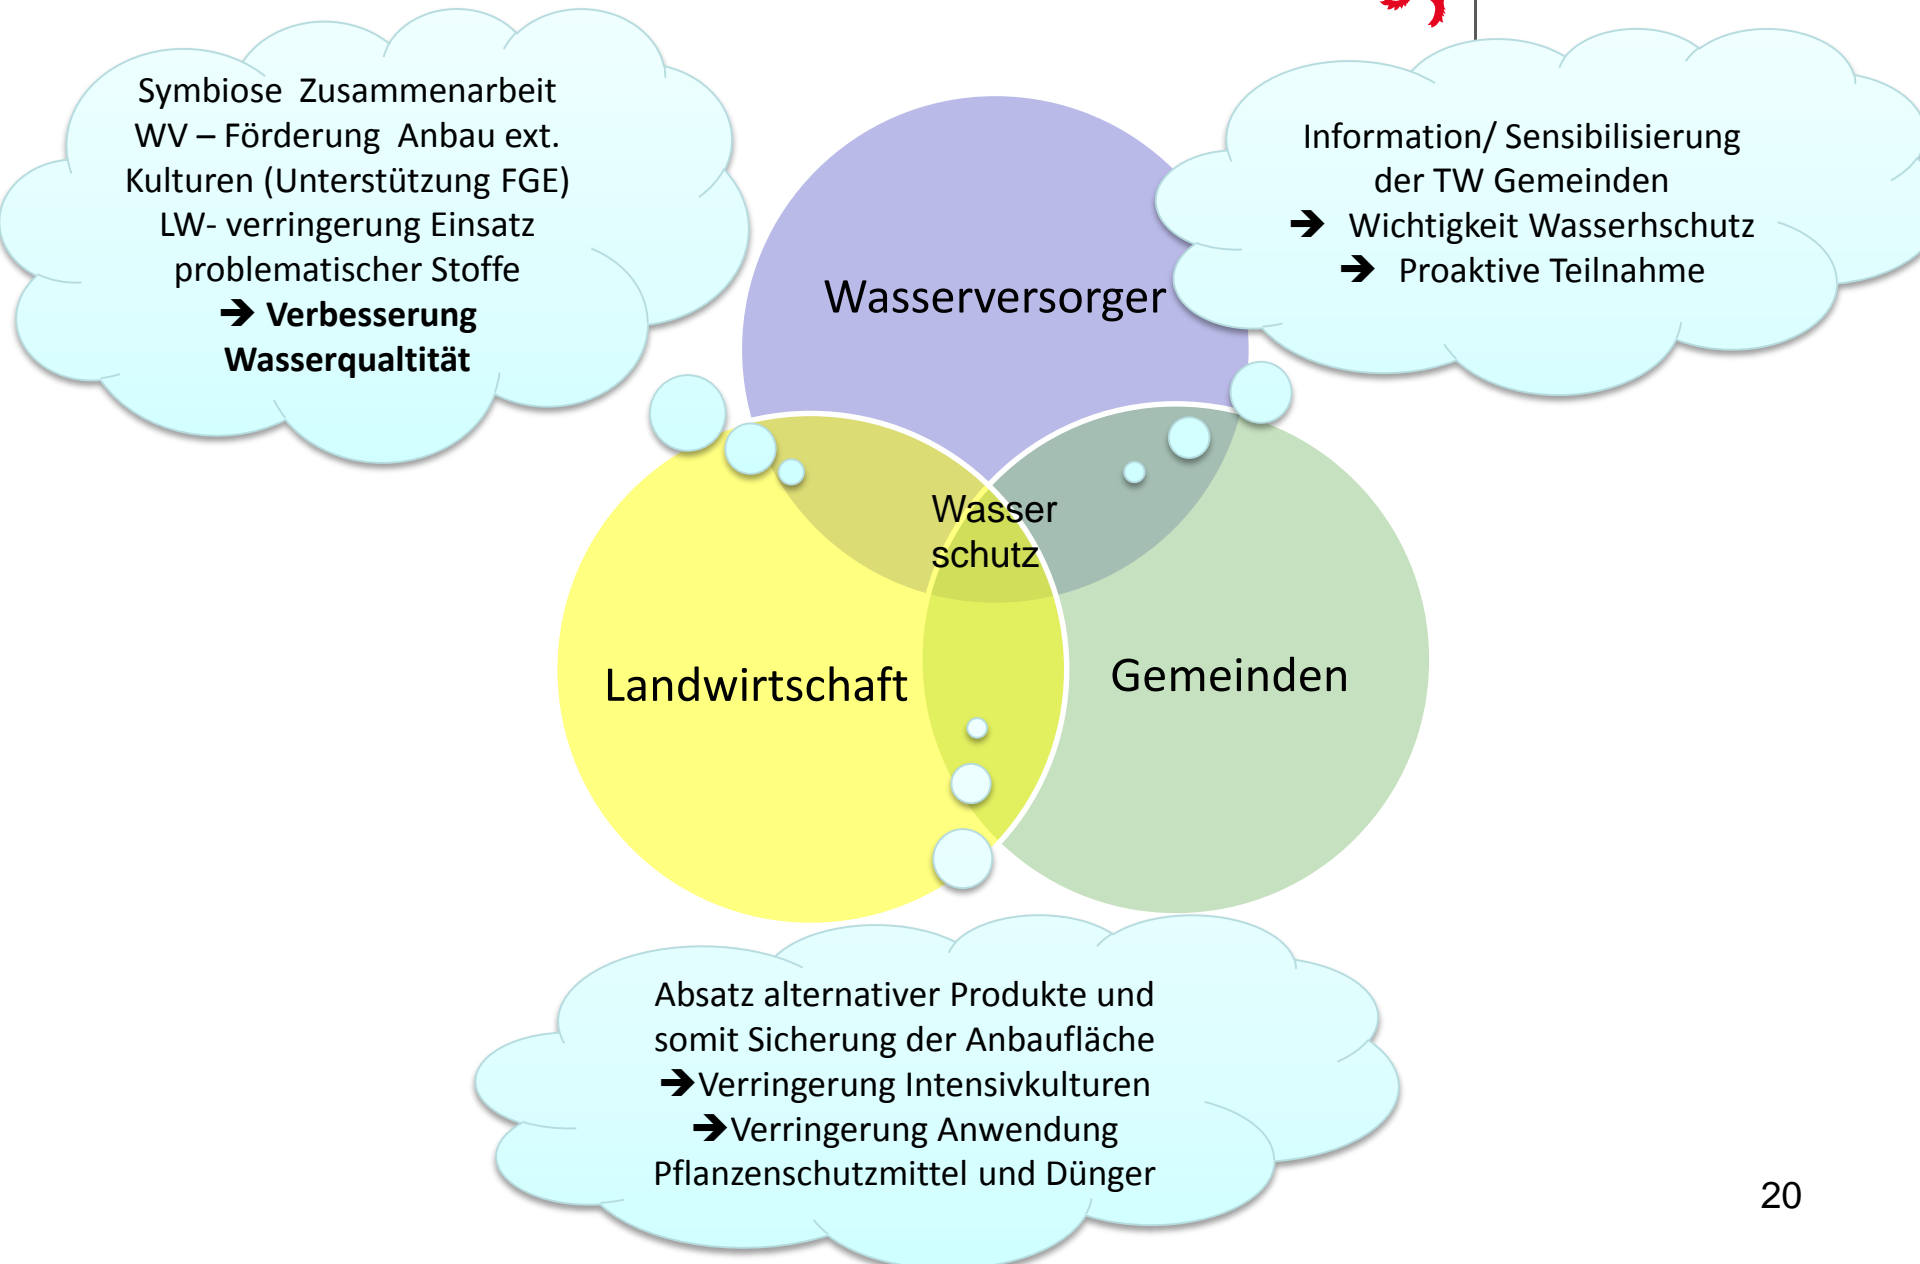 Symbiose Zusammenarbeit
WV – Förderung Anbau ext.
Kulturen (Unterstützung FGE)
LW- verringerung Einsatz
problematischer Stoffe
➔ Verbesserung
Wasserqualtität
Information/ Sensibilisierung
der TW Gemeinden
➔ Wichtigkeit Wasserhschutz
➔ Proaktive Teilnahme
Wasserversorger
Wasser
schutz
Landwirtschaft
Gemeinden
Absatz alternativer Produkte und
somit Sicherung der Anbaufläche
➔Verringerung Intensivkulturen
➔Verringerung Anwendung
Pflanzenschutzmittel und Dünger
20